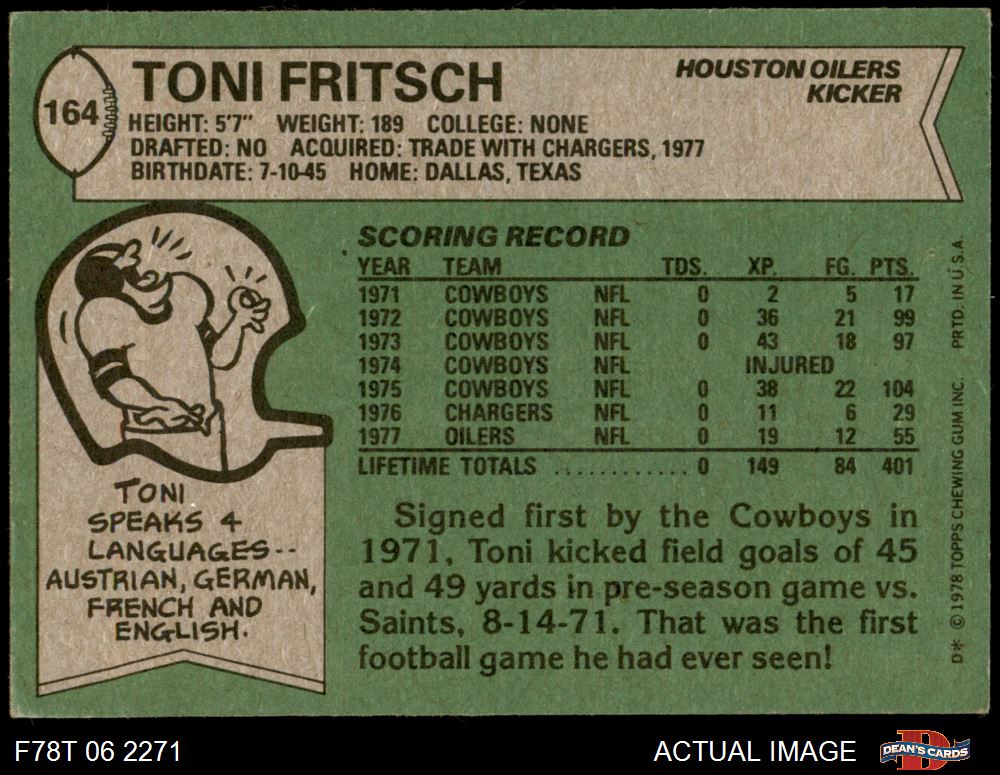 164
TONI FRITSCH
HOUSTON OILERS
KICKER
HEIGHT: 5'7" WEIGHT: 189 COLLEGE: NONE
DRAFTED: NO ACQUIRED: TRADE WITH CHARGERS, 1977
BIRTHDATE: 7-10-45 HOME: DALLAS, TEXAS
TONI
SPEAKS 4
LANGUAGES--
AUSTRIAN, GERMAN,
FRENCH AND
ENGLISH.
SCORING RECORD
YEAR TEAM TDS. XP. FG. PTS.
1971 COWBOYS NFL 0 2 5 17
1972 COWBOYS NFL 0 36 21 99
1973 COWBOYS NFL 0 43 18 97
1974 COWBOYS NFL INJURED
1975 COWBOYS NFL 0 38 22 104
1976 CHARGERS NFL 0 11 6 29
1977 OILERS NFL 0 19 12 55
LIFETIME TOTALS ............ 0 149 84 401
Signed first by the Cowboys in
1971, Toni kicked field goals of 45
and 49 yards in pre-season game vs.
Saints, 8-14-71. That was the first
football game he had ever seen!
D* © 1978 TOPPS CHEWING GUM INC. PRTD. IN U.S.A.
F78T 06 2271
ACTUAL IMAGE
D
DEAN'S CARDS